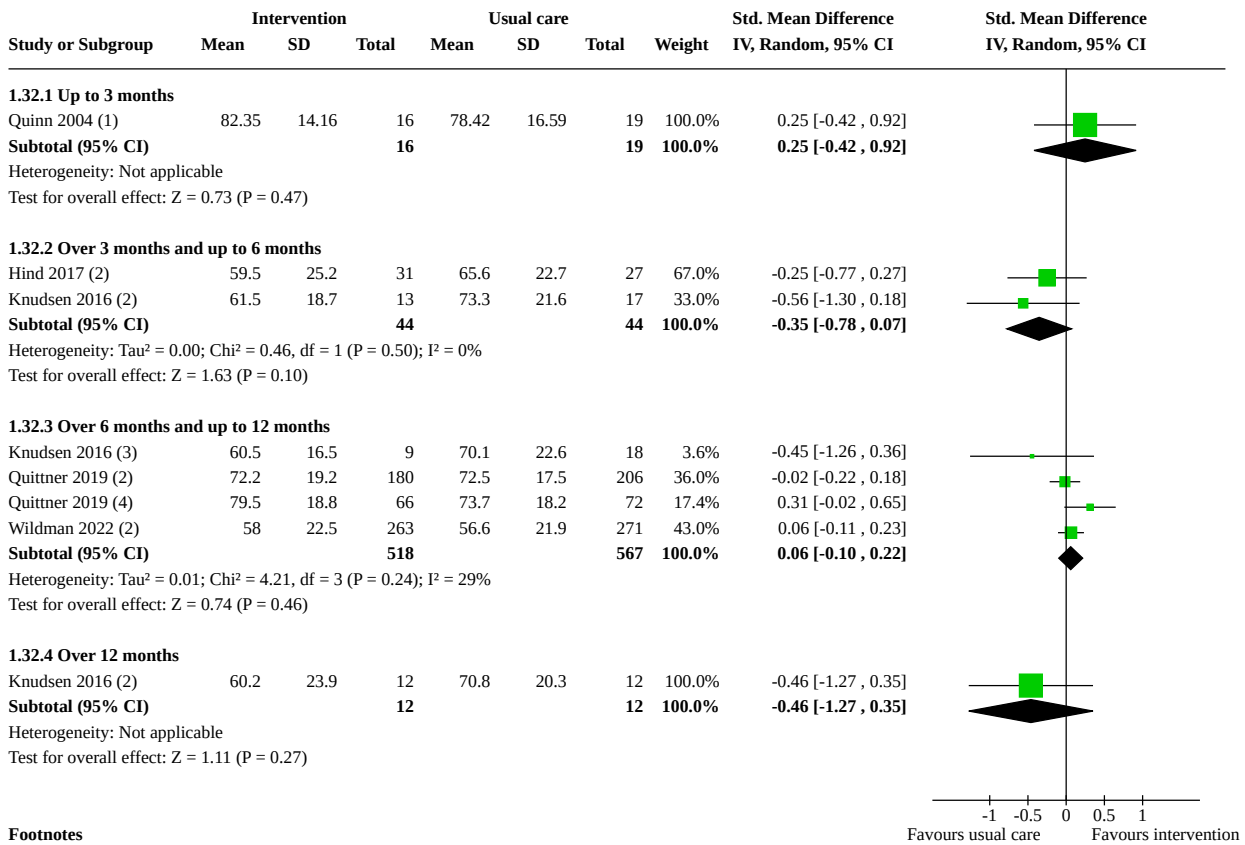 Intervention Usual care Std. Mean Difference Std. Mean Difference
Study or Subgroup Mean SD Total Mean SD Total Weight IV, Random, 95% CI IV, Random, 95% CI
1.32.1 Up to 3 months
Quinn 2004 (1) 82.35 14.16 16 78.42 16.59 19 100.0% 0.25 [-0.42 , 0.92]
Subtotal (95% CI) 16 19 100.0% 0.25 [-0.42 , 0.92]
Heterogeneity: Not applicable
Test for overall effect: Z = 0.73 (P = 0.47)
1.32.2 Over 3 months and up to 6 months
Hind 2017 (2) 59.5 25.2 31 65.6 22.7 27 67.0% -0.25 [-0.77 , 0.27]
Knudsen 2016 (2) 61.5 18.7 13 73.3 21.6 17 33.0% -0.56 [-1.30 , 0.18]
Subtotal (95% CI) 44 44 100.0% -0.35 [-0.78 , 0.07]
Heterogeneity: Tau² = 0.00; Chi² = 0.46, df = 1 (P = 0.50); I² = 0%
Test for overall effect: Z = 1.63 (P = 0.10)
1.32.3 Over 6 months and up to 12 months
Knudsen 2016 (3) 60.5 16.5 9 70.1 22.6 18 3.6% -0.45 [-1.26 , 0.36]
Quittner 2019 (2) 72.2 19.2 180 72.5 17.5 206 36.0% -0.02 [-0.22 , 0.18]
Quittner 2019 (4) 79.5 18.8 66 73.7 18.2 72 17.4% 0.31 [-0.02 , 0.65]
Wildman 2022 (2) 58 22.5 263 56.6 21.9 271 43.0% 0.06 [-0.11 , 0.23]
Subtotal (95% CI) 518 567 100.0% 0.06 [-0.10 , 0.22]
Heterogeneity: Tau² = 0.01; Chi² = 4.21, df = 3 (P = 0.24); I² = 29%
Test for overall effect: Z = 0.74 (P = 0.46)
1.32.4 Over 12 months
Knudsen 2016 (2) 60.2 23.9 12 70.8 20.3 12 100.0% -0.46 [-1.27 , 0.35]
Subtotal (95% CI) 12 12 100.0% -0.46 [-1.27 , 0.35]
Heterogeneity: Not applicable
Test for overall effect: Z = 1.11 (P = 0.27)
-1 -0.5 0 0.5 1
Footnotes Favours usual care Favours intervention